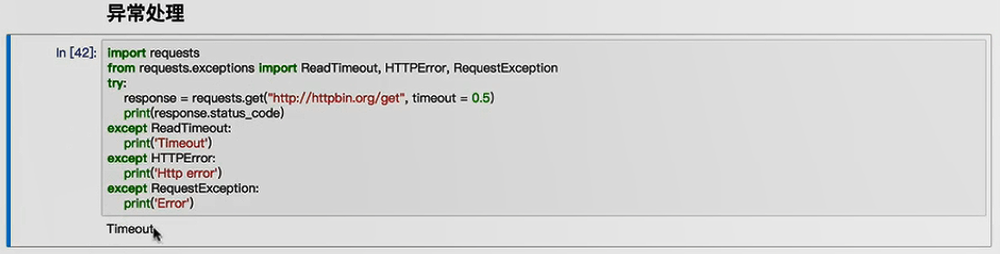 异常处理
In [42]:
import requests
from requests.exceptions import ReadTimeout, HTTPError, RequestException
try:
    response = requests.get("http://httpbin.org/get", timeout = 0.5)
    print(response.status_code)
except ReadTimeout:
    print('Timeout')
except HTTPError:
    print('Http error')
except RequestException:
    print('Error')
Timeout